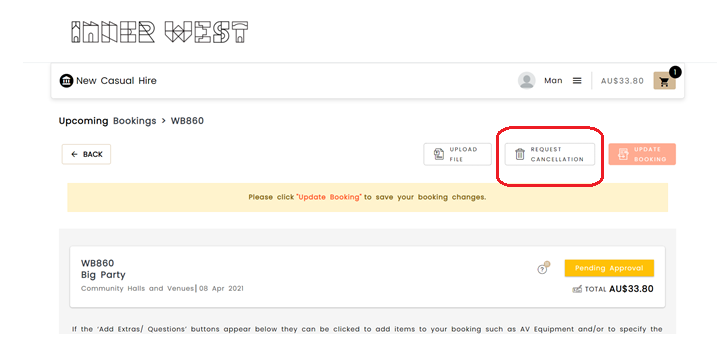 INNER WEST
New Casual Hire
Man
AU$33.80
1
Upcoming Bookings > WB860
← BACK
UPLOAD
FILE
REQUEST
CANCELLATION
UPDATE
BOOKING
Please click "Update Booking" to save your booking changes.
WB860
Big Party
Community Halls and Venues| 08 Apr 2021
?
Pending Approval
TOTAL AU$33.80
If the 'Add Extras/ Questions' buttons appear below they can be clicked to add items to your booking such as AV Equipment and/or to specify the